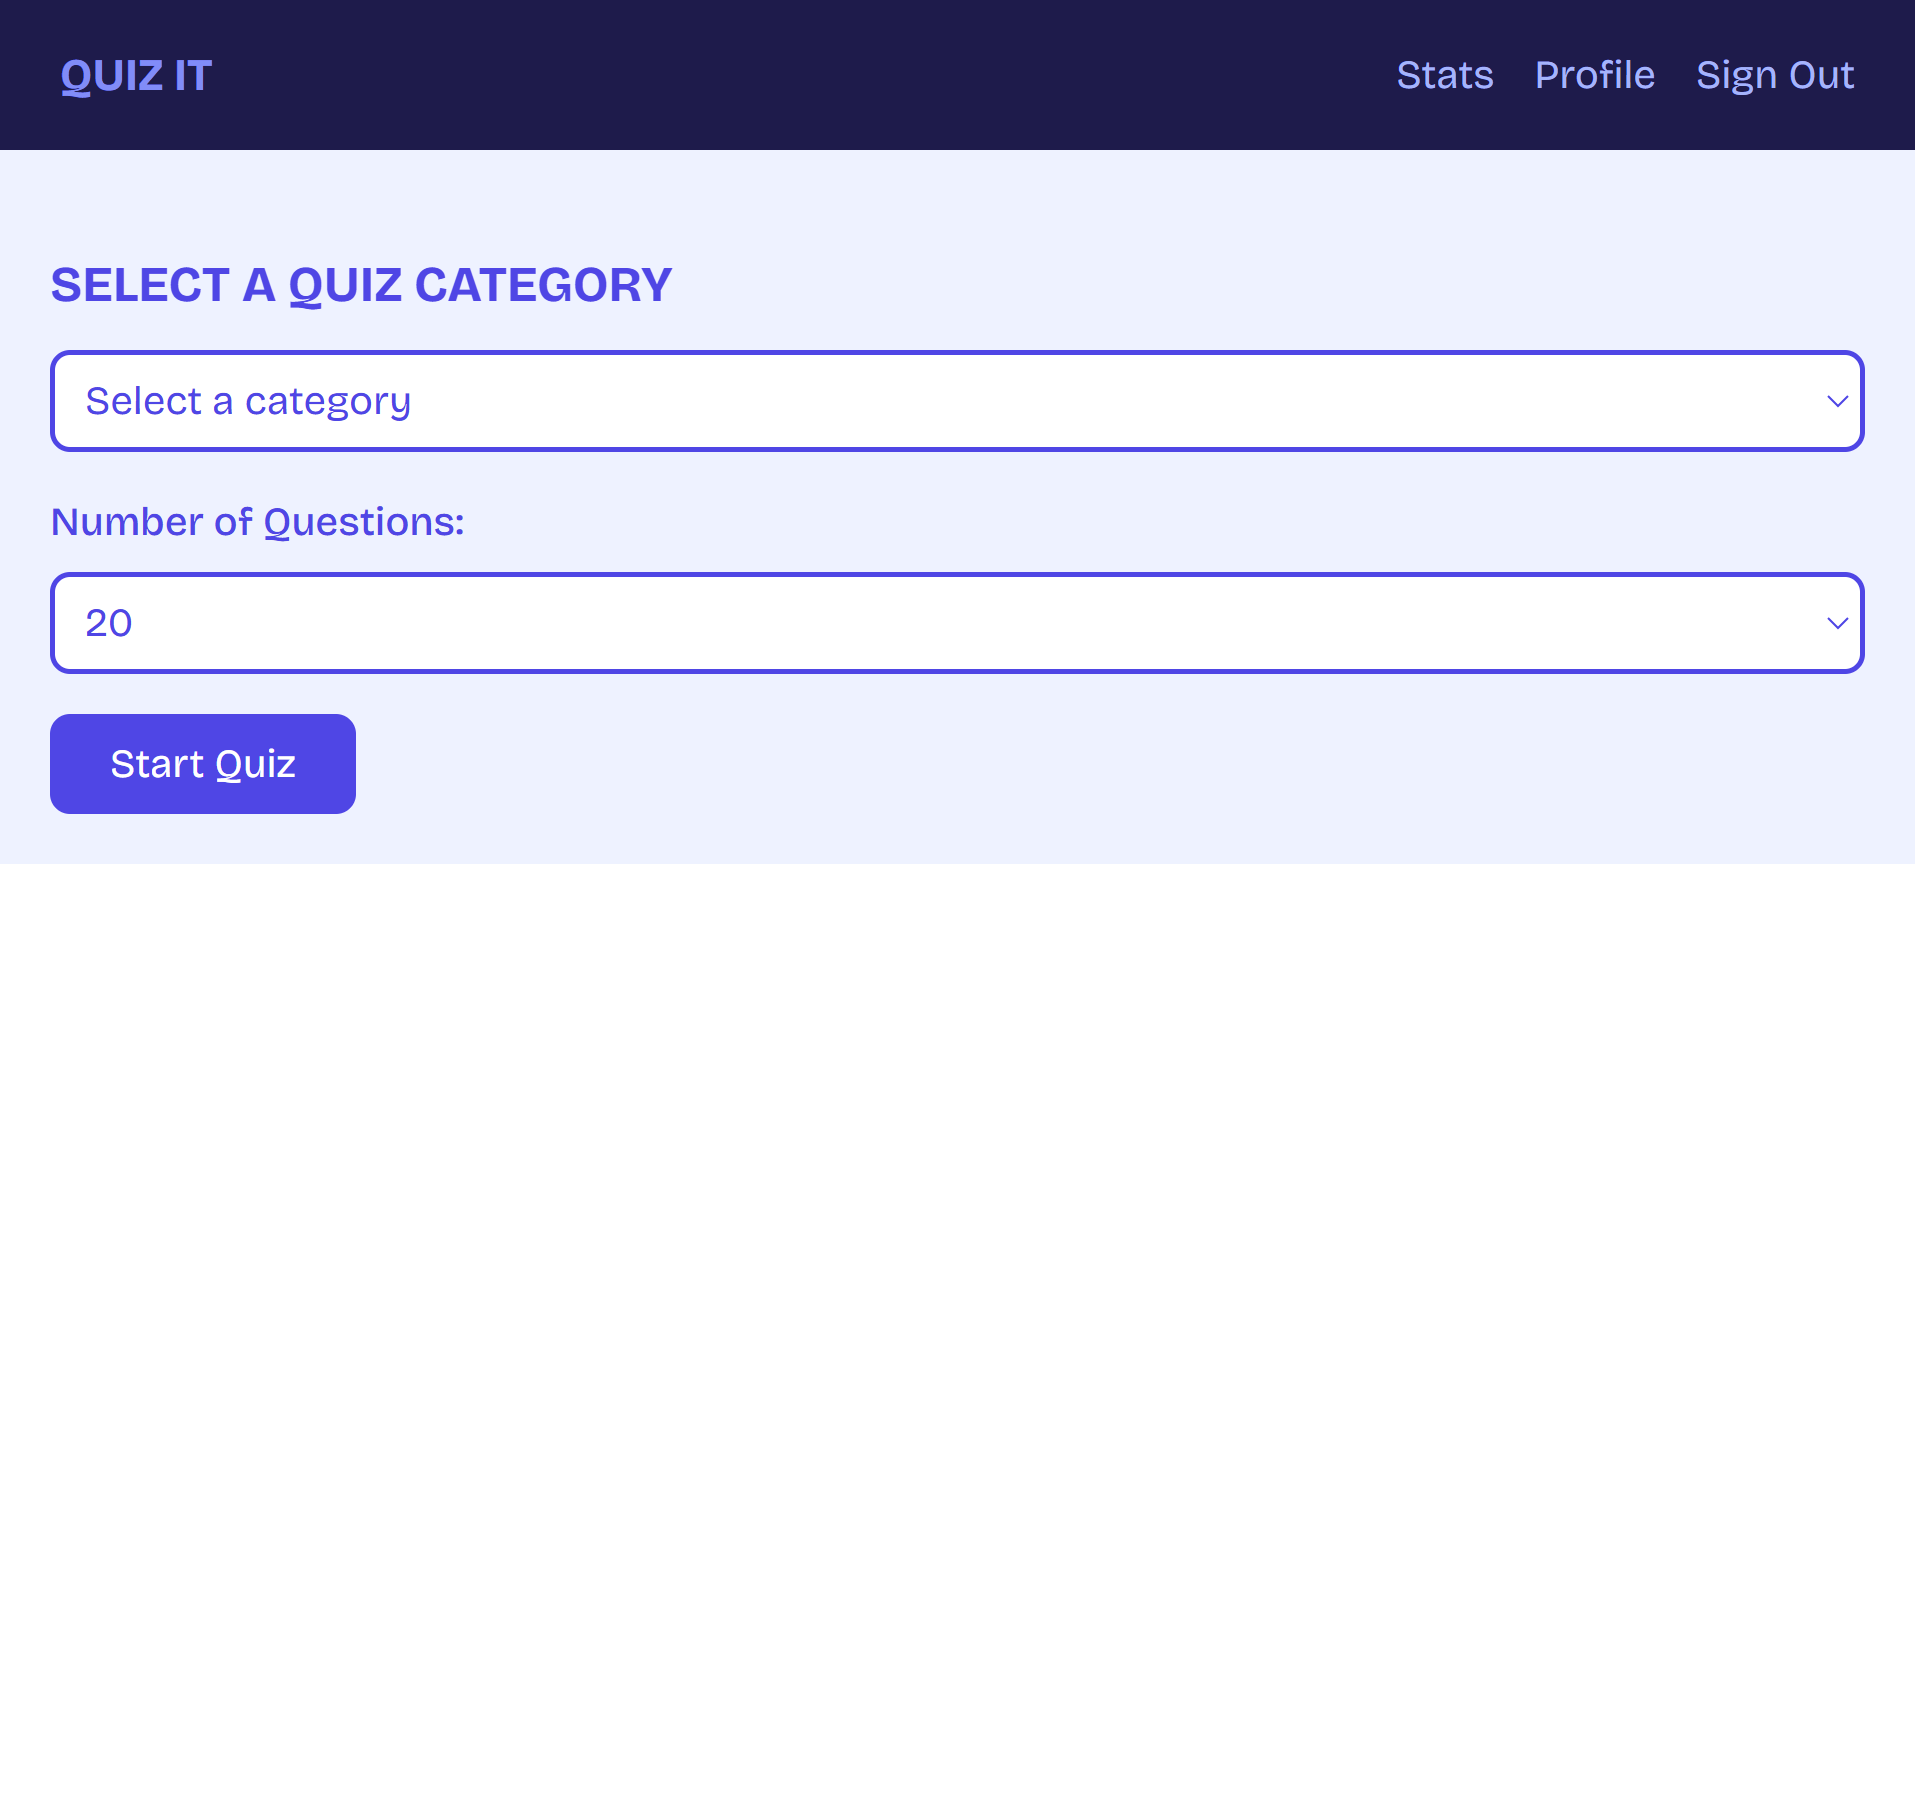 QUIZ IT
Stats Profile Sign Out
SELECT A QUIZ CATEGORY
Select a category
Number of Questions:
20
Start Quiz